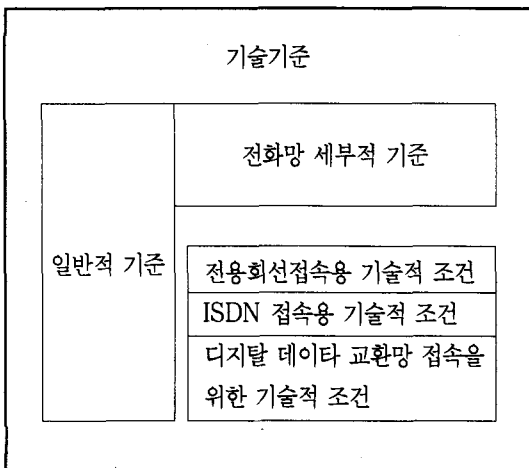 기술기준
전화망 세부적 기준
일반적 기준
전용회선접속용 기술적 조건
ISDN 접속용 기술적 조건
디지탈 데이타 교환망 접속을
위한 기술적 조건